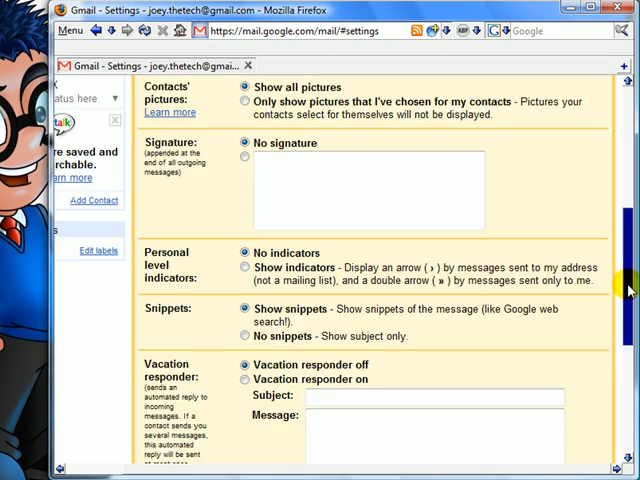 Gmail - Settings - joey.thetech@gmail.com - Mozilla Firefox
Menu
https://mail.google.com/mail/#settings
ABP
G
Google
Gmail - Settings - joey.thetech@gmai...
Contacts' pictures:
Learn more
Show all pictures
Only show pictures that I've chosen for my contacts - Pictures your
contacts select for themselves will not be displayed.
atus here
talk
re saved and
rchable.
arn more
Add Contact
s
Edit labels
Signature:
(appended at the
end of all outgoing
messages)
No signature
Personal
level
indicators:
No indicators
Show indicators - Display an arrow ( › ) by messages sent to my address
(not a mailing list), and a double arrow ( » ) by messages sent only to me.
Snippets:
Show snippets - Show snippets of the message (like Google web
search!).
No snippets - Show subject only.
Vacation
responder:
(sends an
automated reply to
incoming
messages. If a
contact sends you
several messages,
this automated
reply will be sent
at most once
Vacation responder off
Vacation responder on
Subject:
Message: